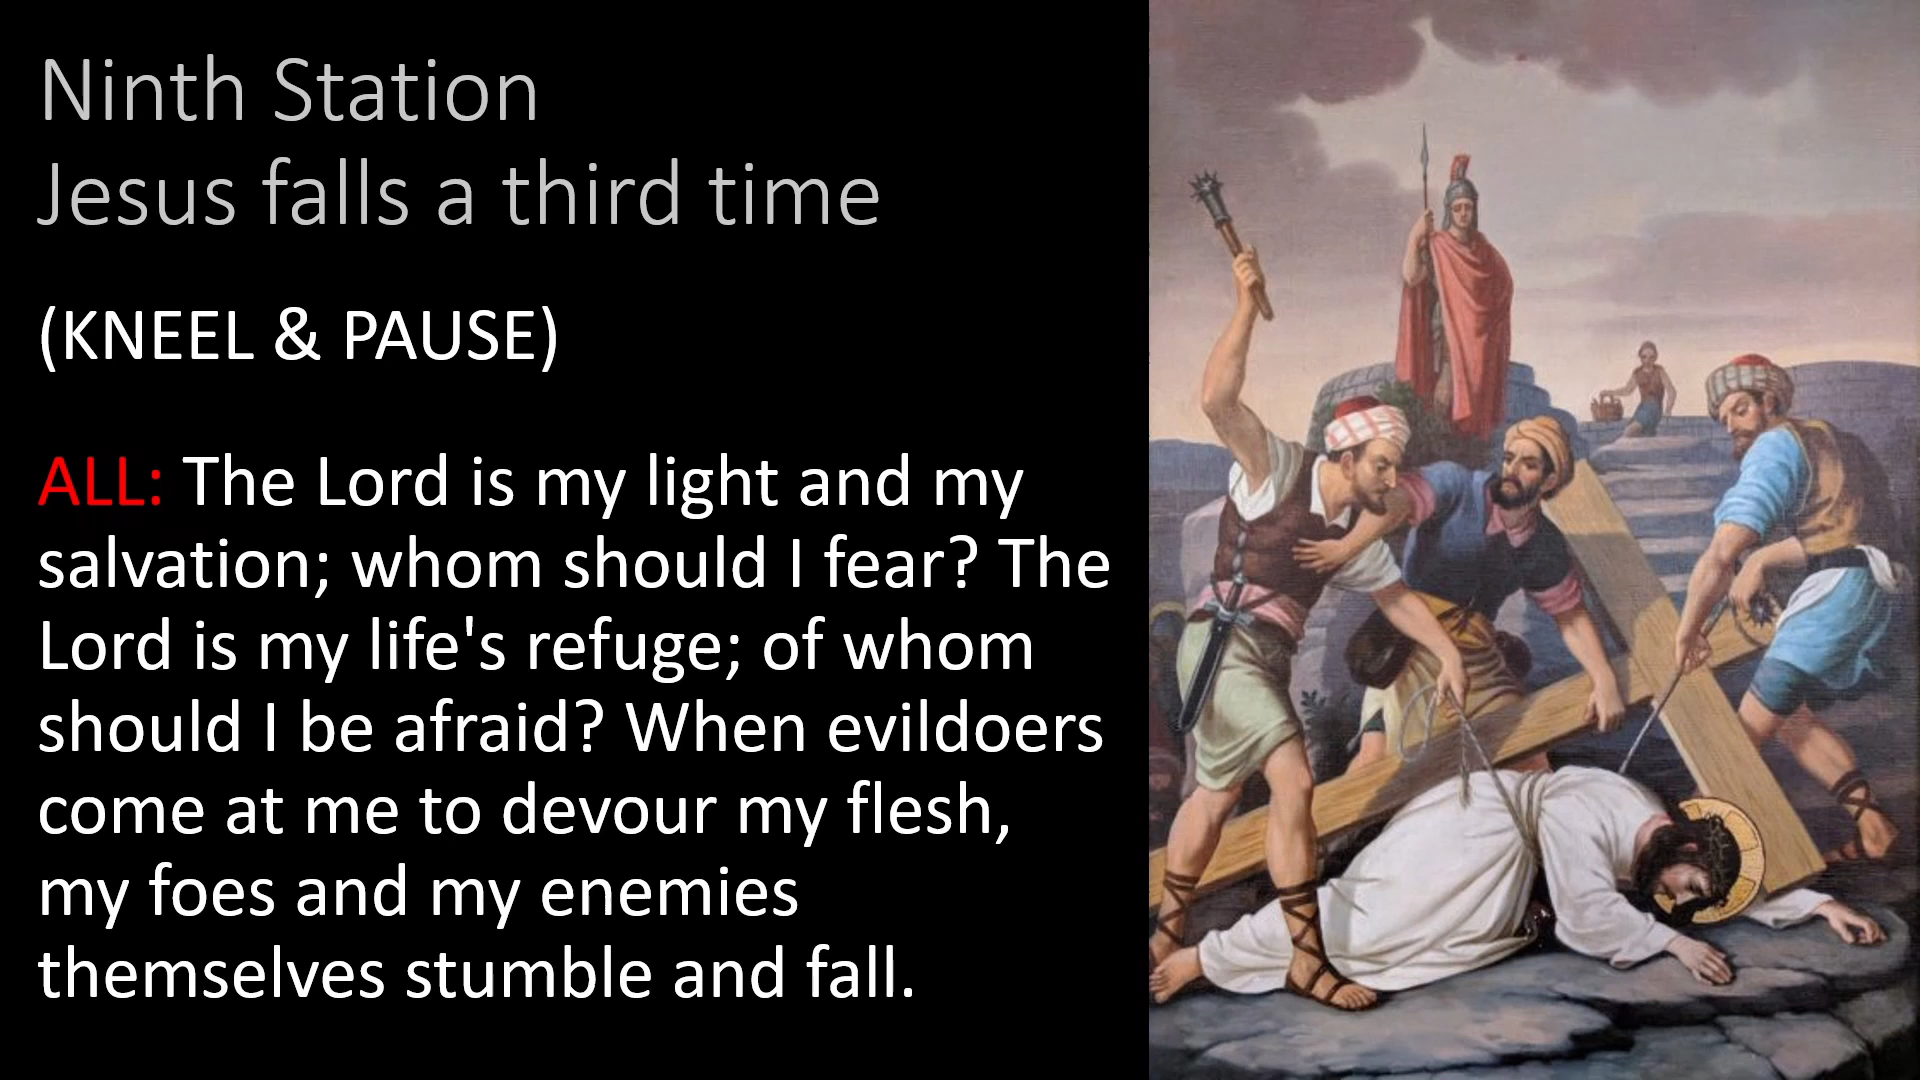 Ninth Station
Jesus falls a third time
(KNEEL & PAUSE)
ALL: The Lord is my light and my
salvation; whom should I fear? The
Lord is my life's refuge; of whom
should I be afraid? When evildoers
come at me to devour my flesh,
my foes and my enemies
themselves stumble and fall.